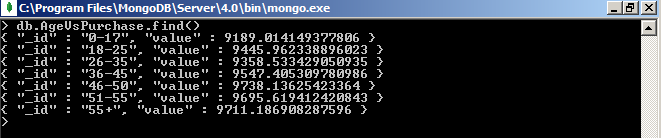 C:\Program Files\MongoDB\Server\4.0\bin\mongo.exe
> db.AgeVsPurchase.find()
{ "_id" : "0-17", "value" : 9189.014149377806 }
{ "_id" : "18-25", "value" : 9445.962338896023 }
{ "_id" : "26-35", "value" : 9358.533429050935 }
{ "_id" : "36-45", "value" : 9547.405309780986 }
{ "_id" : "46-50", "value" : 9738.13625423364 }
{ "_id" : "51-55", "value" : 9695.619412420843 }
{ "_id" : "55+", "value" : 9711.186908287596 }
>